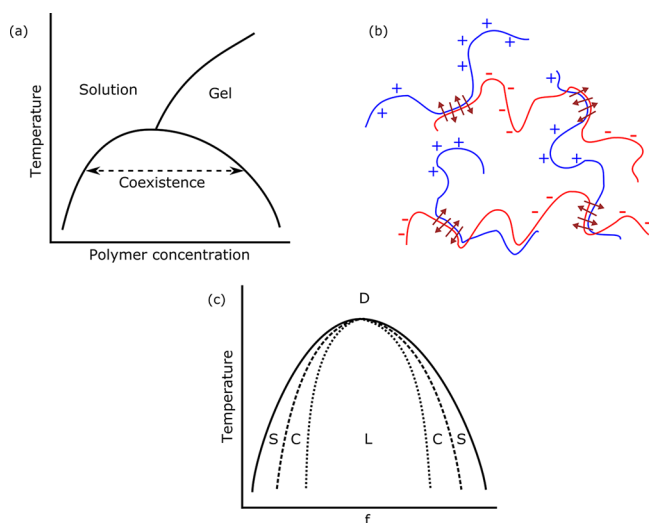 (a)
Temperature
Solution
Gel
Coexistence
Polymer concentration
(b)
+ +
+ +
+
+
- - - - -
+
+ + +
+ + +
- - - - - - -
(c)
Temperature
D
S C L C S
f